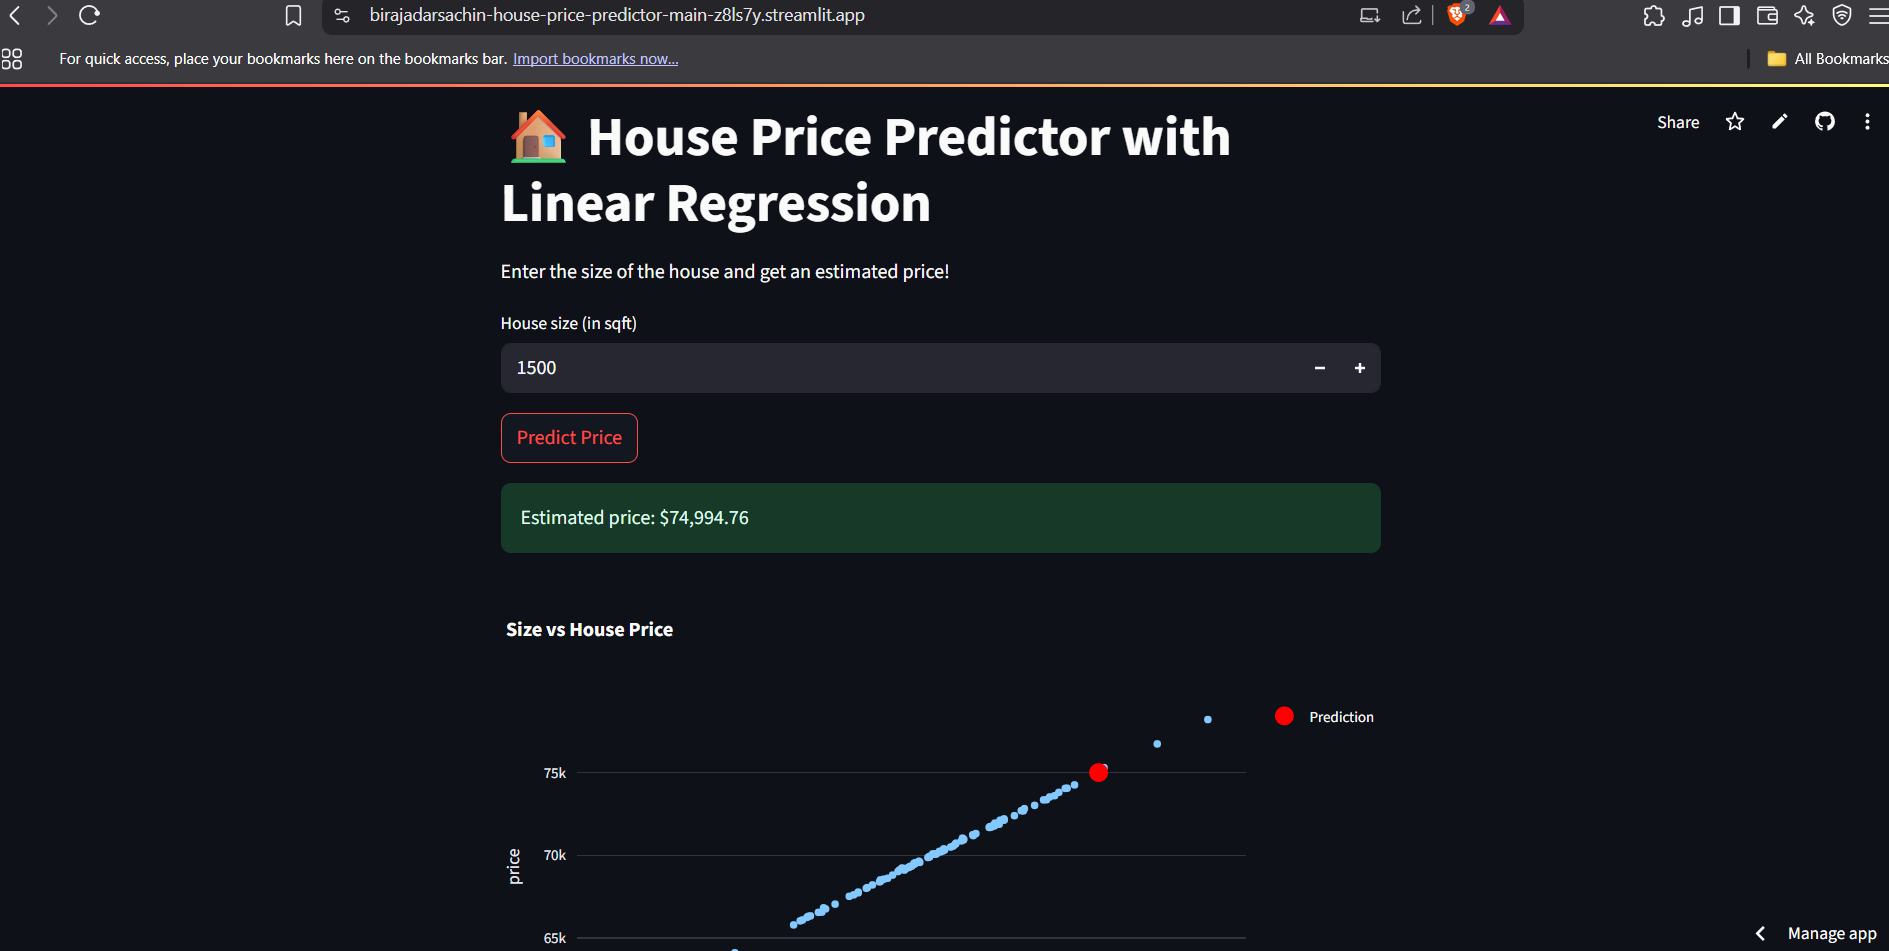 birajadarsachin-house-price-predictor-main-z8ls7y.streamlit.app
2
For quick access, place your bookmarks here on the bookmarks bar. Import bookmarks now...
All Bookmarks
Share
House Price Predictor with
Linear Regression
Enter the size of the house and get an estimated price!
House size (in sqft)
1500
Predict Price
Estimated price: $74,994.76
Size vs House Price
Prediction
75k
70k
price
65k
Manage app